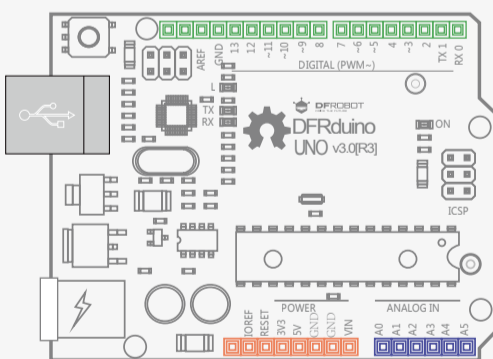 AREF
GND
13
12
~11
~10
~9
8
7
~6
~5
4
~3
2
TX 1
RX 0
DIGITAL (PWM~)
L
TX
RX
DFROBOT
DFRduino
UNO v3.0[R3]
ON
ICSP
POWER
ANALOG IN
IOREF
RESET
3V3
5V
GND
GND
VIN
A0
A1
A2
A3
A4
A5